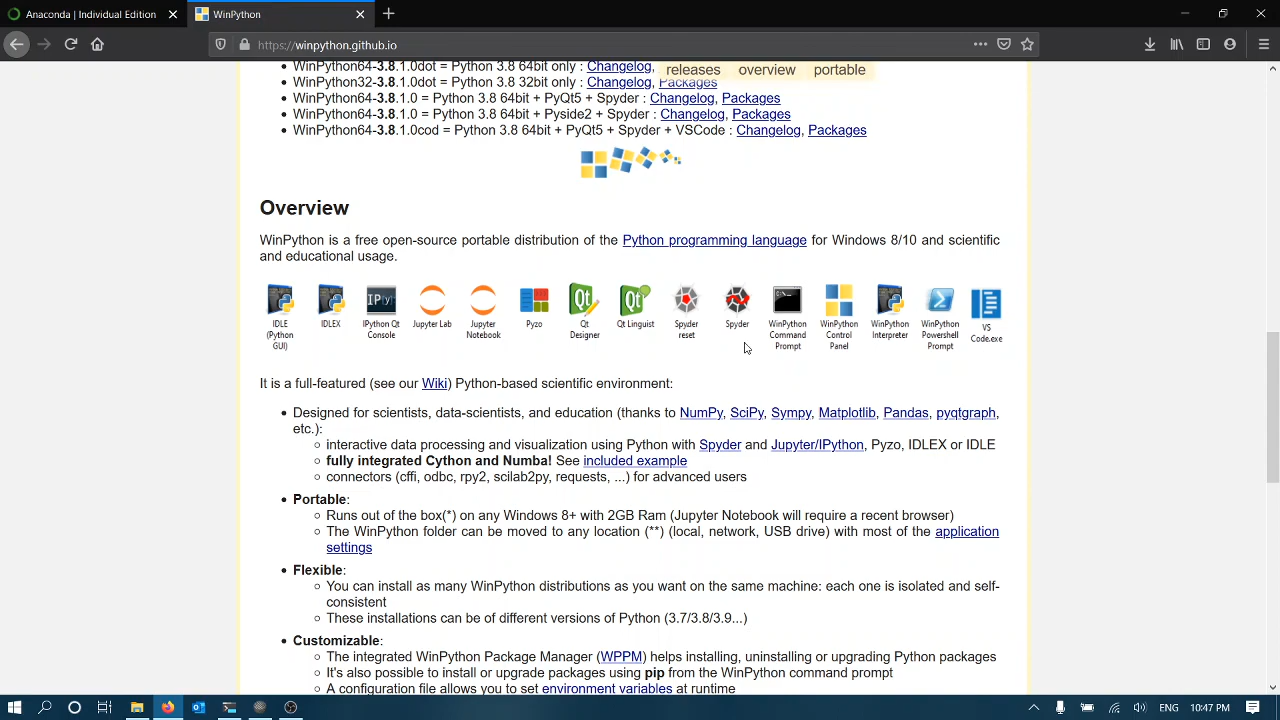 Anaconda | Individual Edition
WinPython
https://winpython.github.io
WinPython64-3.8.1.0dot = Python 3.8 64bit only : Changelog,
releases overview portable
WinPython32-3.8.1.0dot = Python 3.8 32bit only : Changelog, Packages
WinPython64-3.8.1.0 = Python 3.8 64bit + PyQt5 + Spyder : Changelog, Packages
WinPython64-3.8.1.0 = Python 3.8 64bit + Pyside2 + Spyder : Changelog, Packages
WinPython64-3.8.1.0cod = Python 3.8 64bit + PyQt5 + Spyder + VSCode : Changelog, Packages
Overview
WinPython is a free open-source portable distribution of the Python programming language for Windows 8/10 and scientific
and educational usage.
IP[y]:
Qt
Qt
IDLE
(Python
GUI)
IDLEX
IPython Qt
Console
Jupyter Lab
Jupyter
Notebook
Pyzo
Qt
Designer
Qt Linguist
Spyder
reset
Spyder
WinPython
Command
Prompt
WinPython
Control
Panel
WinPython
Interpreter
WinPython
Powershell
Prompt
VS
Code.exe
It is a full-featured (see our Wiki) Python-based scientific environment:
Designed for scientists, data-scientists, and education (thanks to NumPy, SciPy, Sympy, Matplotlib, Pandas, pyqtgraph,
etc.):
interactive data processing and visualization using Python with Spyder and Jupyter/IPython, Pyzo, IDLEX or IDLE
fully integrated Cython and Numba! See included example
connectors (cffi, odbc, rpy2, scilab2py, requests, ...) for advanced users
Portable:
Runs out of the box(*) on any Windows 8+ with 2GB Ram (Jupyter Notebook will require a recent browser)
The WinPython folder can be moved to any location (**) (local, network, USB drive) with most of the application
settings
Flexible:
You can install as many WinPython distributions as you want on the same machine: each one is isolated and self-
consistent
These installations can be of different versions of Python (3.7/3.8/3.9...)
Customizable:
The integrated WinPython Package Manager (WPPM) helps installing, uninstalling or upgrading Python packages
It's also possible to install or upgrade packages using pip from the WinPython command prompt
A configuration file allows you to set environment variables at runtime
ENG 10:47 PM